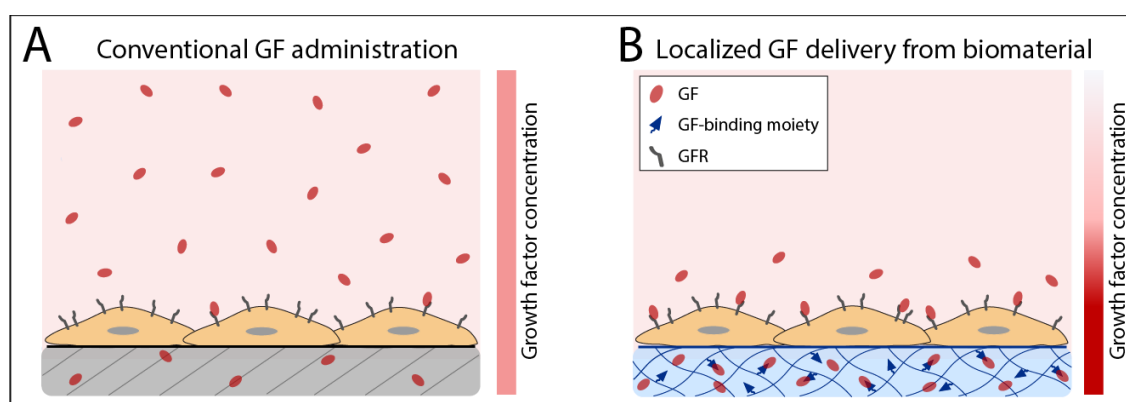 A
Conventional GF administration
Growth factor concentration
B
Localized GF delivery from biomaterial
GF
GF-binding moiety
GFR
Growth factor concentration